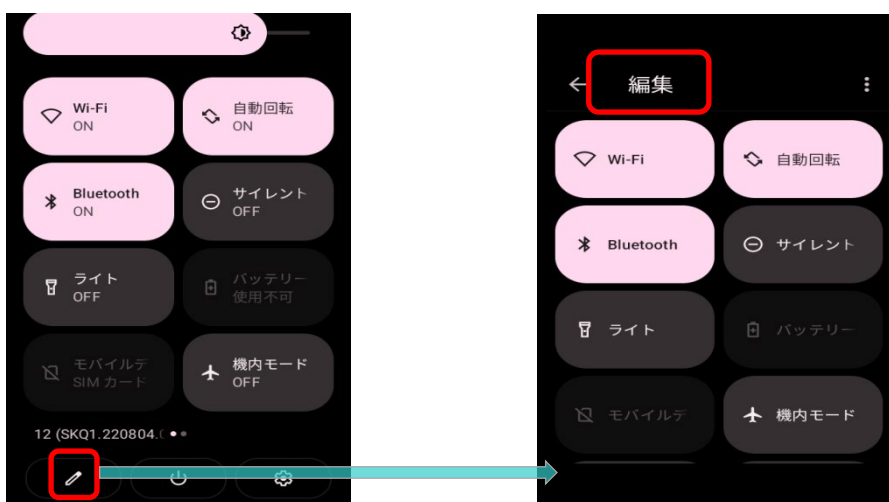 Wi-Fi
ON
自動回転
ON
Bluetooth
ON
サイレント
OFF
ライト
OFF
バッテリー
使用不可
モバイルデ
SIM カード
機内モード
OFF
12 (SKQ1.220804.
編集
Wi-Fi
自動回転
Bluetooth
サイレント
ライト
バッテリー
モバイルデ
機内モード